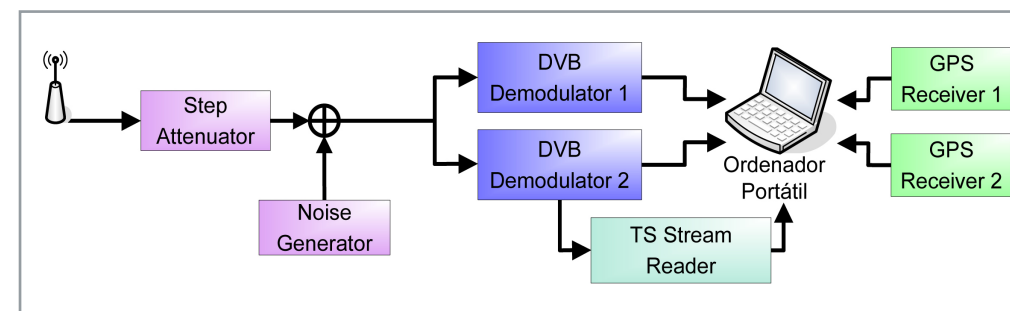 Step
Attenuator
Noise
Generator
DVB
Demodulator 1
DVB
Demodulator 2
TS Stream
Reader
Ordenador
Portátil
GPS
Receiver 1
GPS
Receiver 2